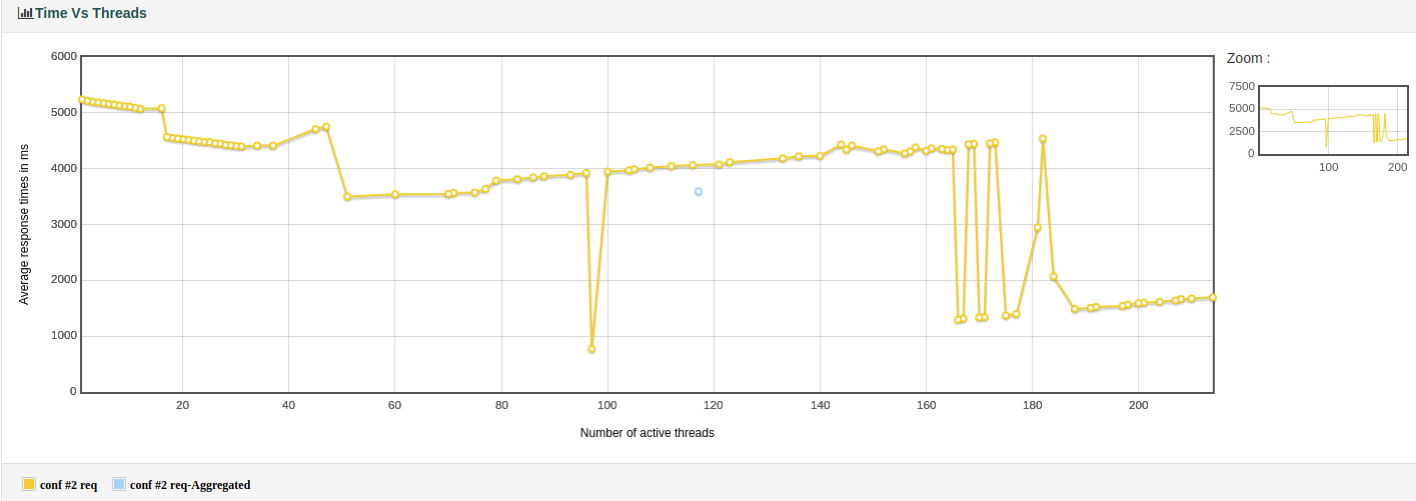 Time Vs Threads
Average response times in ms
6000
5000
4000
3000
2000
1000
0
20 40 60 80 100 120 140 160 180 200
Number of active threads
Zoom :
7500
5000
2500
0
100 200
conf #2 req conf #2 req-Aggregated